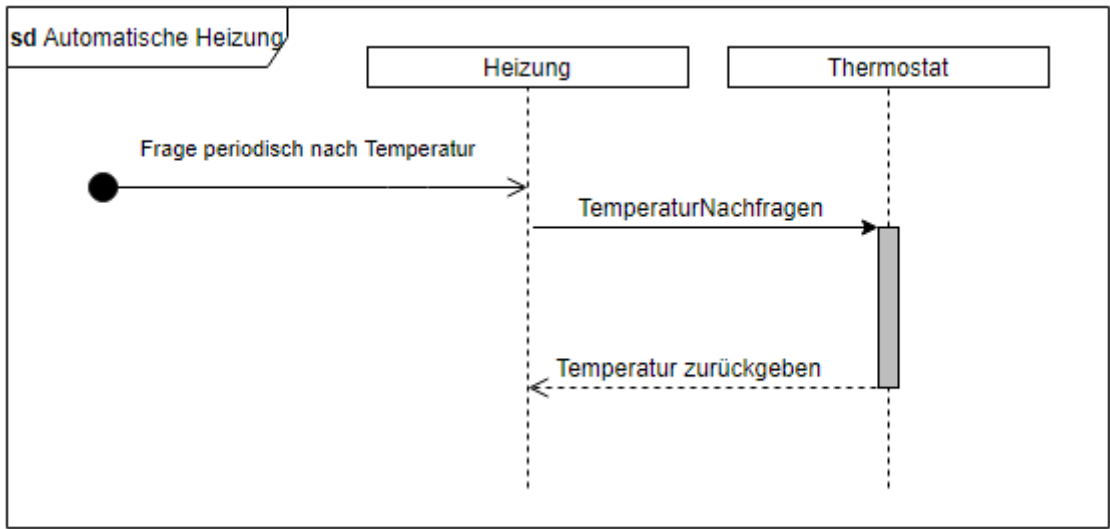 sd Automatische Heizung
Heizung
Thermostat
Frage periodisch nach Temperatur
TemperaturNachfragen
Temperatur zurückgeben